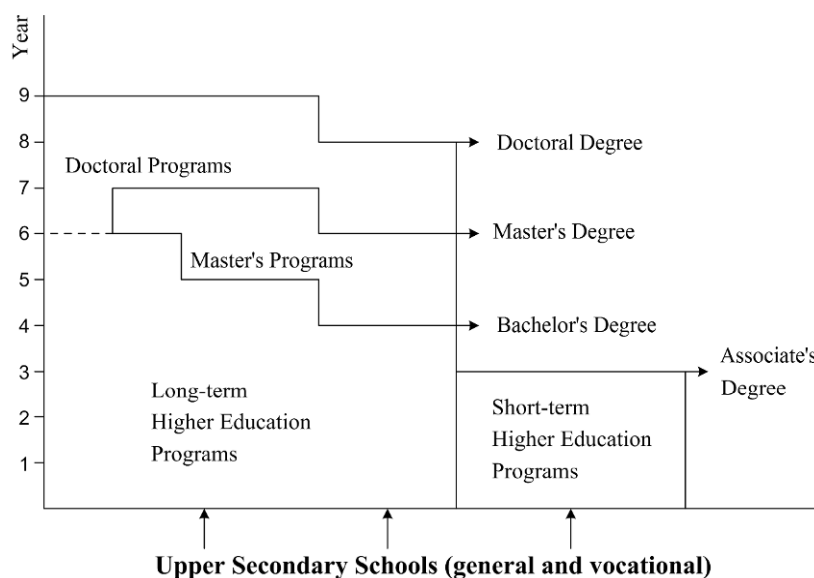 Year
9
8
7
6
5
4
3
2
1
Doctoral Programs
Master's Programs
Long-term
Higher Education
Programs
Doctoral Degree
Master's Degree
Bachelor's Degree
Associate's
Degree
Short-term
Higher Education
Programs
Upper Secondary Schools (general and vocational)